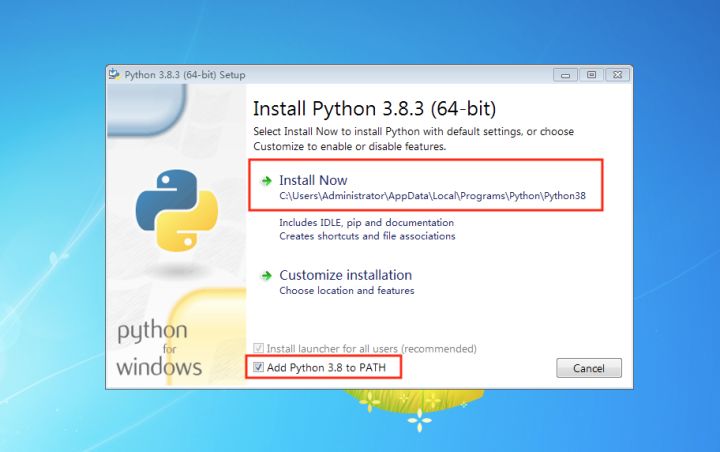 Python 3.8.3 (64-bit) Setup
Install Python 3.8.3 (64-bit)
Select Install Now to install Python with default settings, or choose
Customize to enable or disable features.
Install Now
C:\Users\Administrator\AppData\Local\Programs\Python\Python38
Includes IDLE, pip and documentation
Creates shortcuts and file associations
Customize installation
Choose location and features
python
for
windows
Install launcher for all users (recommended)
Add Python 3.8 to PATH
Cancel